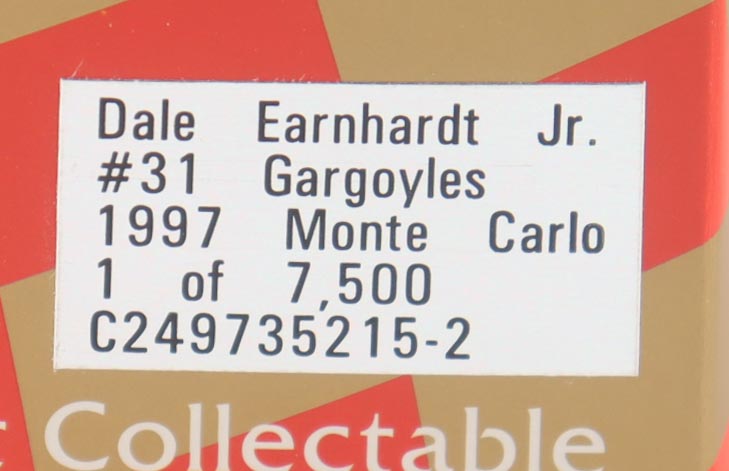 Dale Earnhardt Jr.
#31 Gargoyles
1997 Monte Carlo
1 of 7,500
C249735215-2
Collectable